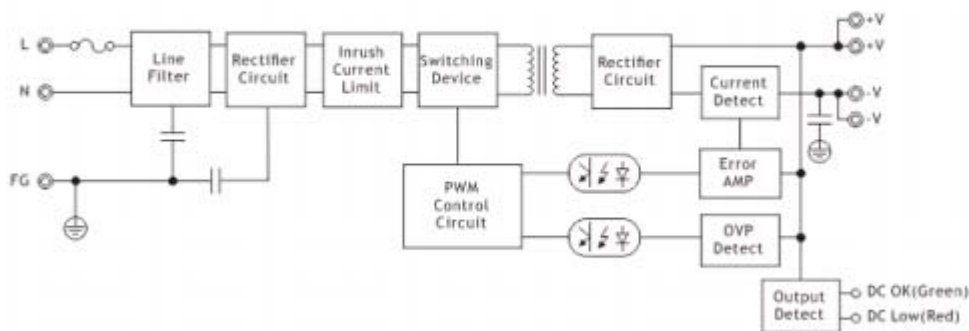 L
N
FG
Line
Filter
Rectifier
Circuit
Inrush
Current
Limit
Switching
Device
Rectifier
Circuit
Current
Detect
+V
+V
-V
-V
PWM
Control
Circuit
Error
AMP
OVP
Detect
Output
Detect
DC OK(Green)
DC Low(Red)